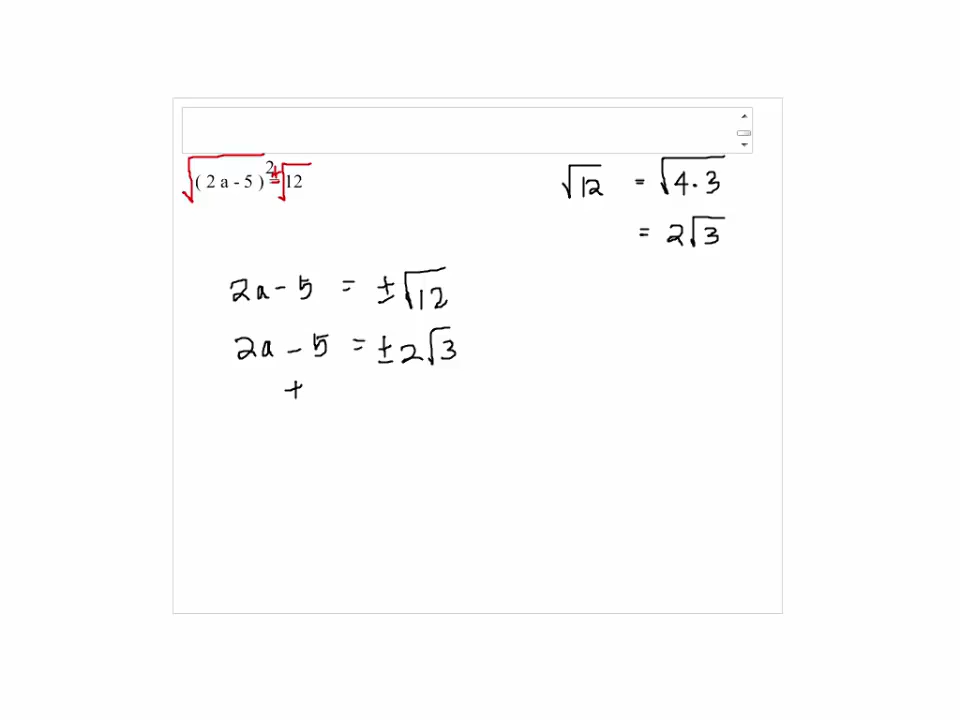 √(2a-5)² = ±√12
√12 = √4·3
= 2√3
2a - 5 = ±√12
2a - 5 = ±2√3
+